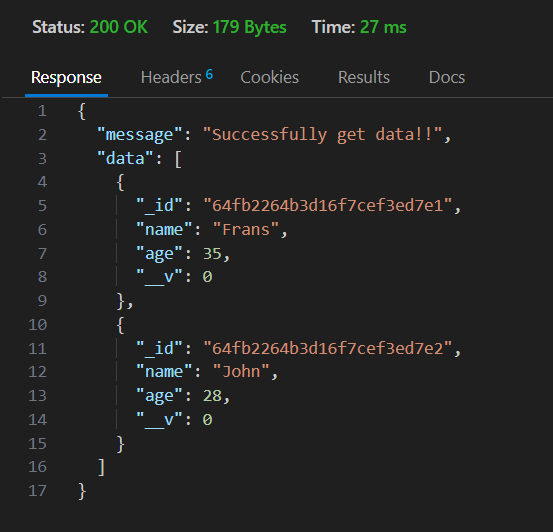 Status: 200 OK Size: 179 Bytes Time: 27 ms
Response Headers 6 Cookies Results Docs
1 {
2 "message": "Successfully get data!!",
3 "data": [
4 {
5 "_id": "64fb2264b3d16f7cef3ed7e1",
6 "name": "Frans",
7 "age": 35,
8 "__v": 0
9 },
10 {
11 "_id": "64fb2264b3d16f7cef3ed7e2",
12 "name": "John",
13 "age": 28,
14 "__v": 0
15 }
16 ]
17 }